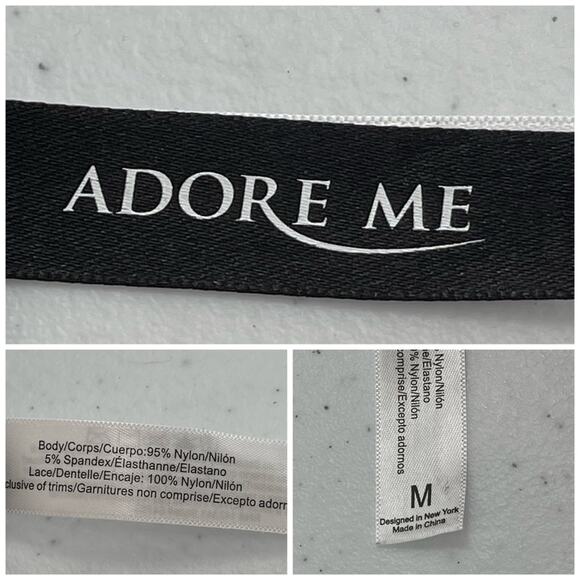 ADORE ME
Body/Corps/Cuerpo:95% Nylon/Nilón
5% Spandex/Élasthanne/Elastano
Lace/Dentelle/Encaje: 100% Nylon/Nilón
clusive of trims/Garnitures non comprise/Excepto adorn
% Nylon/Nilón
ne/Elastano
% Nylon/Nilón
comprise/Excepto adornos
M
Designed in New York
Made in China